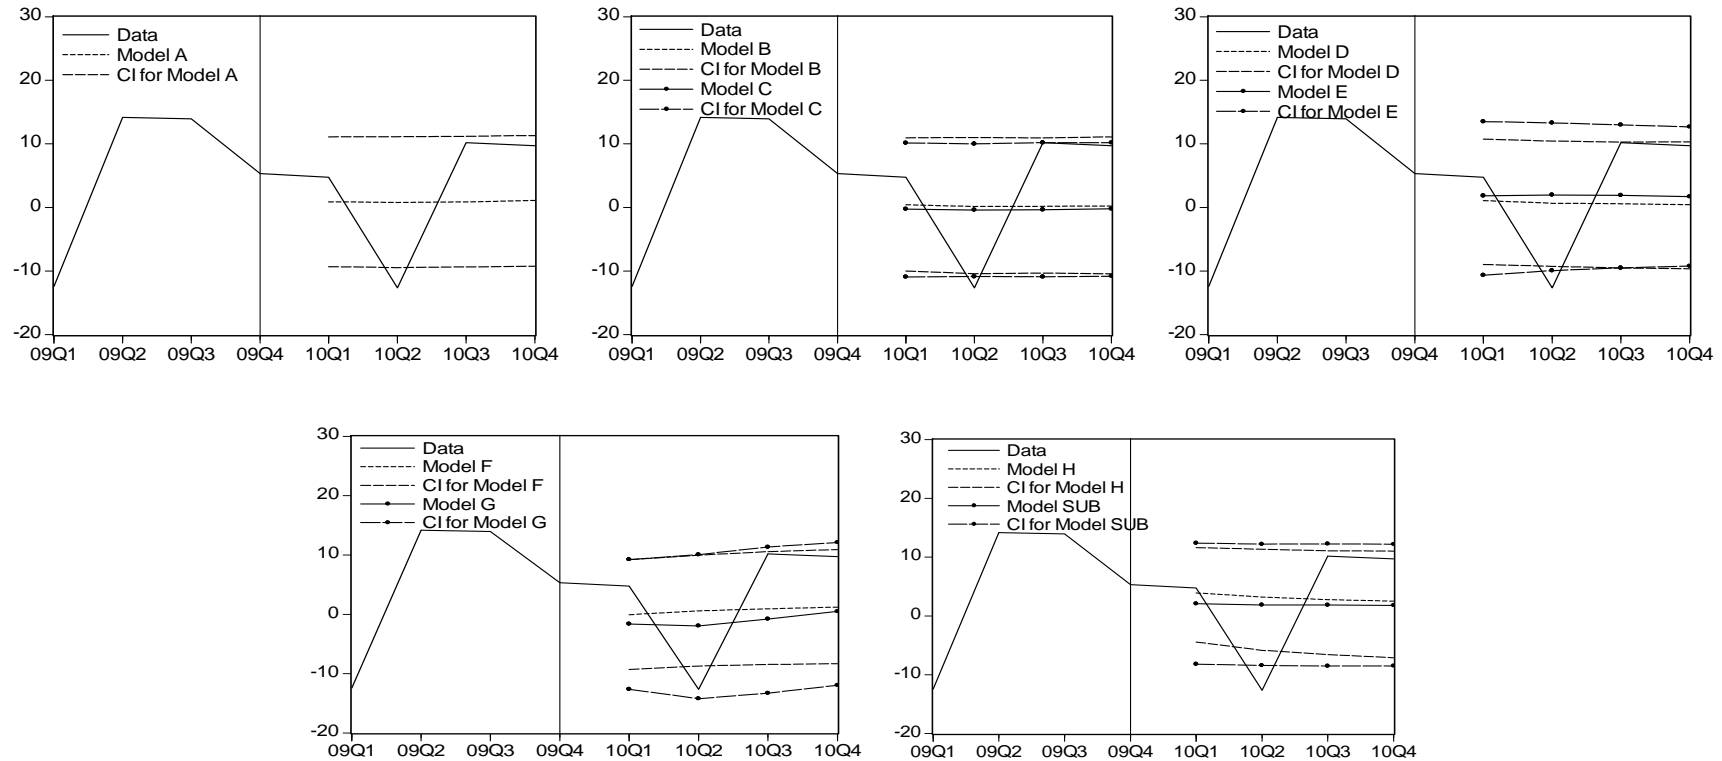 30
20
10
0
-10
-20
Data
Model A
CI for Model A
09Q1 09Q2 09Q3 09Q4 10Q1 10Q2 10Q3 10Q4
30
20
10
0
-10
-20
Data
Model B
CI for Model B
Model C
CI for Model C
09Q1 09Q2 09Q3 09Q4 10Q1 10Q2 10Q3 10Q4
30
20
10
0
-10
-20
Data
Model D
CI for Model D
Model E
CI for Model E
09Q1 09Q2 09Q3 09Q4 10Q1 10Q2 10Q3 10Q4
30
20
10
0
-10
-20
Data
Model F
CI for Model F
Model G
CI for Model G
09Q1 09Q2 09Q3 09Q4 10Q1 10Q2 10Q3 10Q4
30
20
10
0
-10
-20
Data
Model H
CI for Model H
Model SUB
CI for Model SUB
09Q1 09Q2 09Q3 09Q4 10Q1 10Q2 10Q3 10Q4